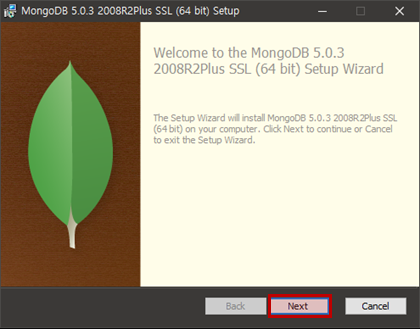 MongoDB 5.0.3 2008R2Plus SSL (64 bit) Setup
Welcome to the MongoDB 5.0.3
2008R2Plus SSL (64 bit) Setup Wizard
The Setup Wizard will install MongoDB 5.0.3 2008R2Plus SSL
(64 bit) on your computer. Click Next to continue or Cancel
to exit the Setup Wizard.
Back Next Cancel